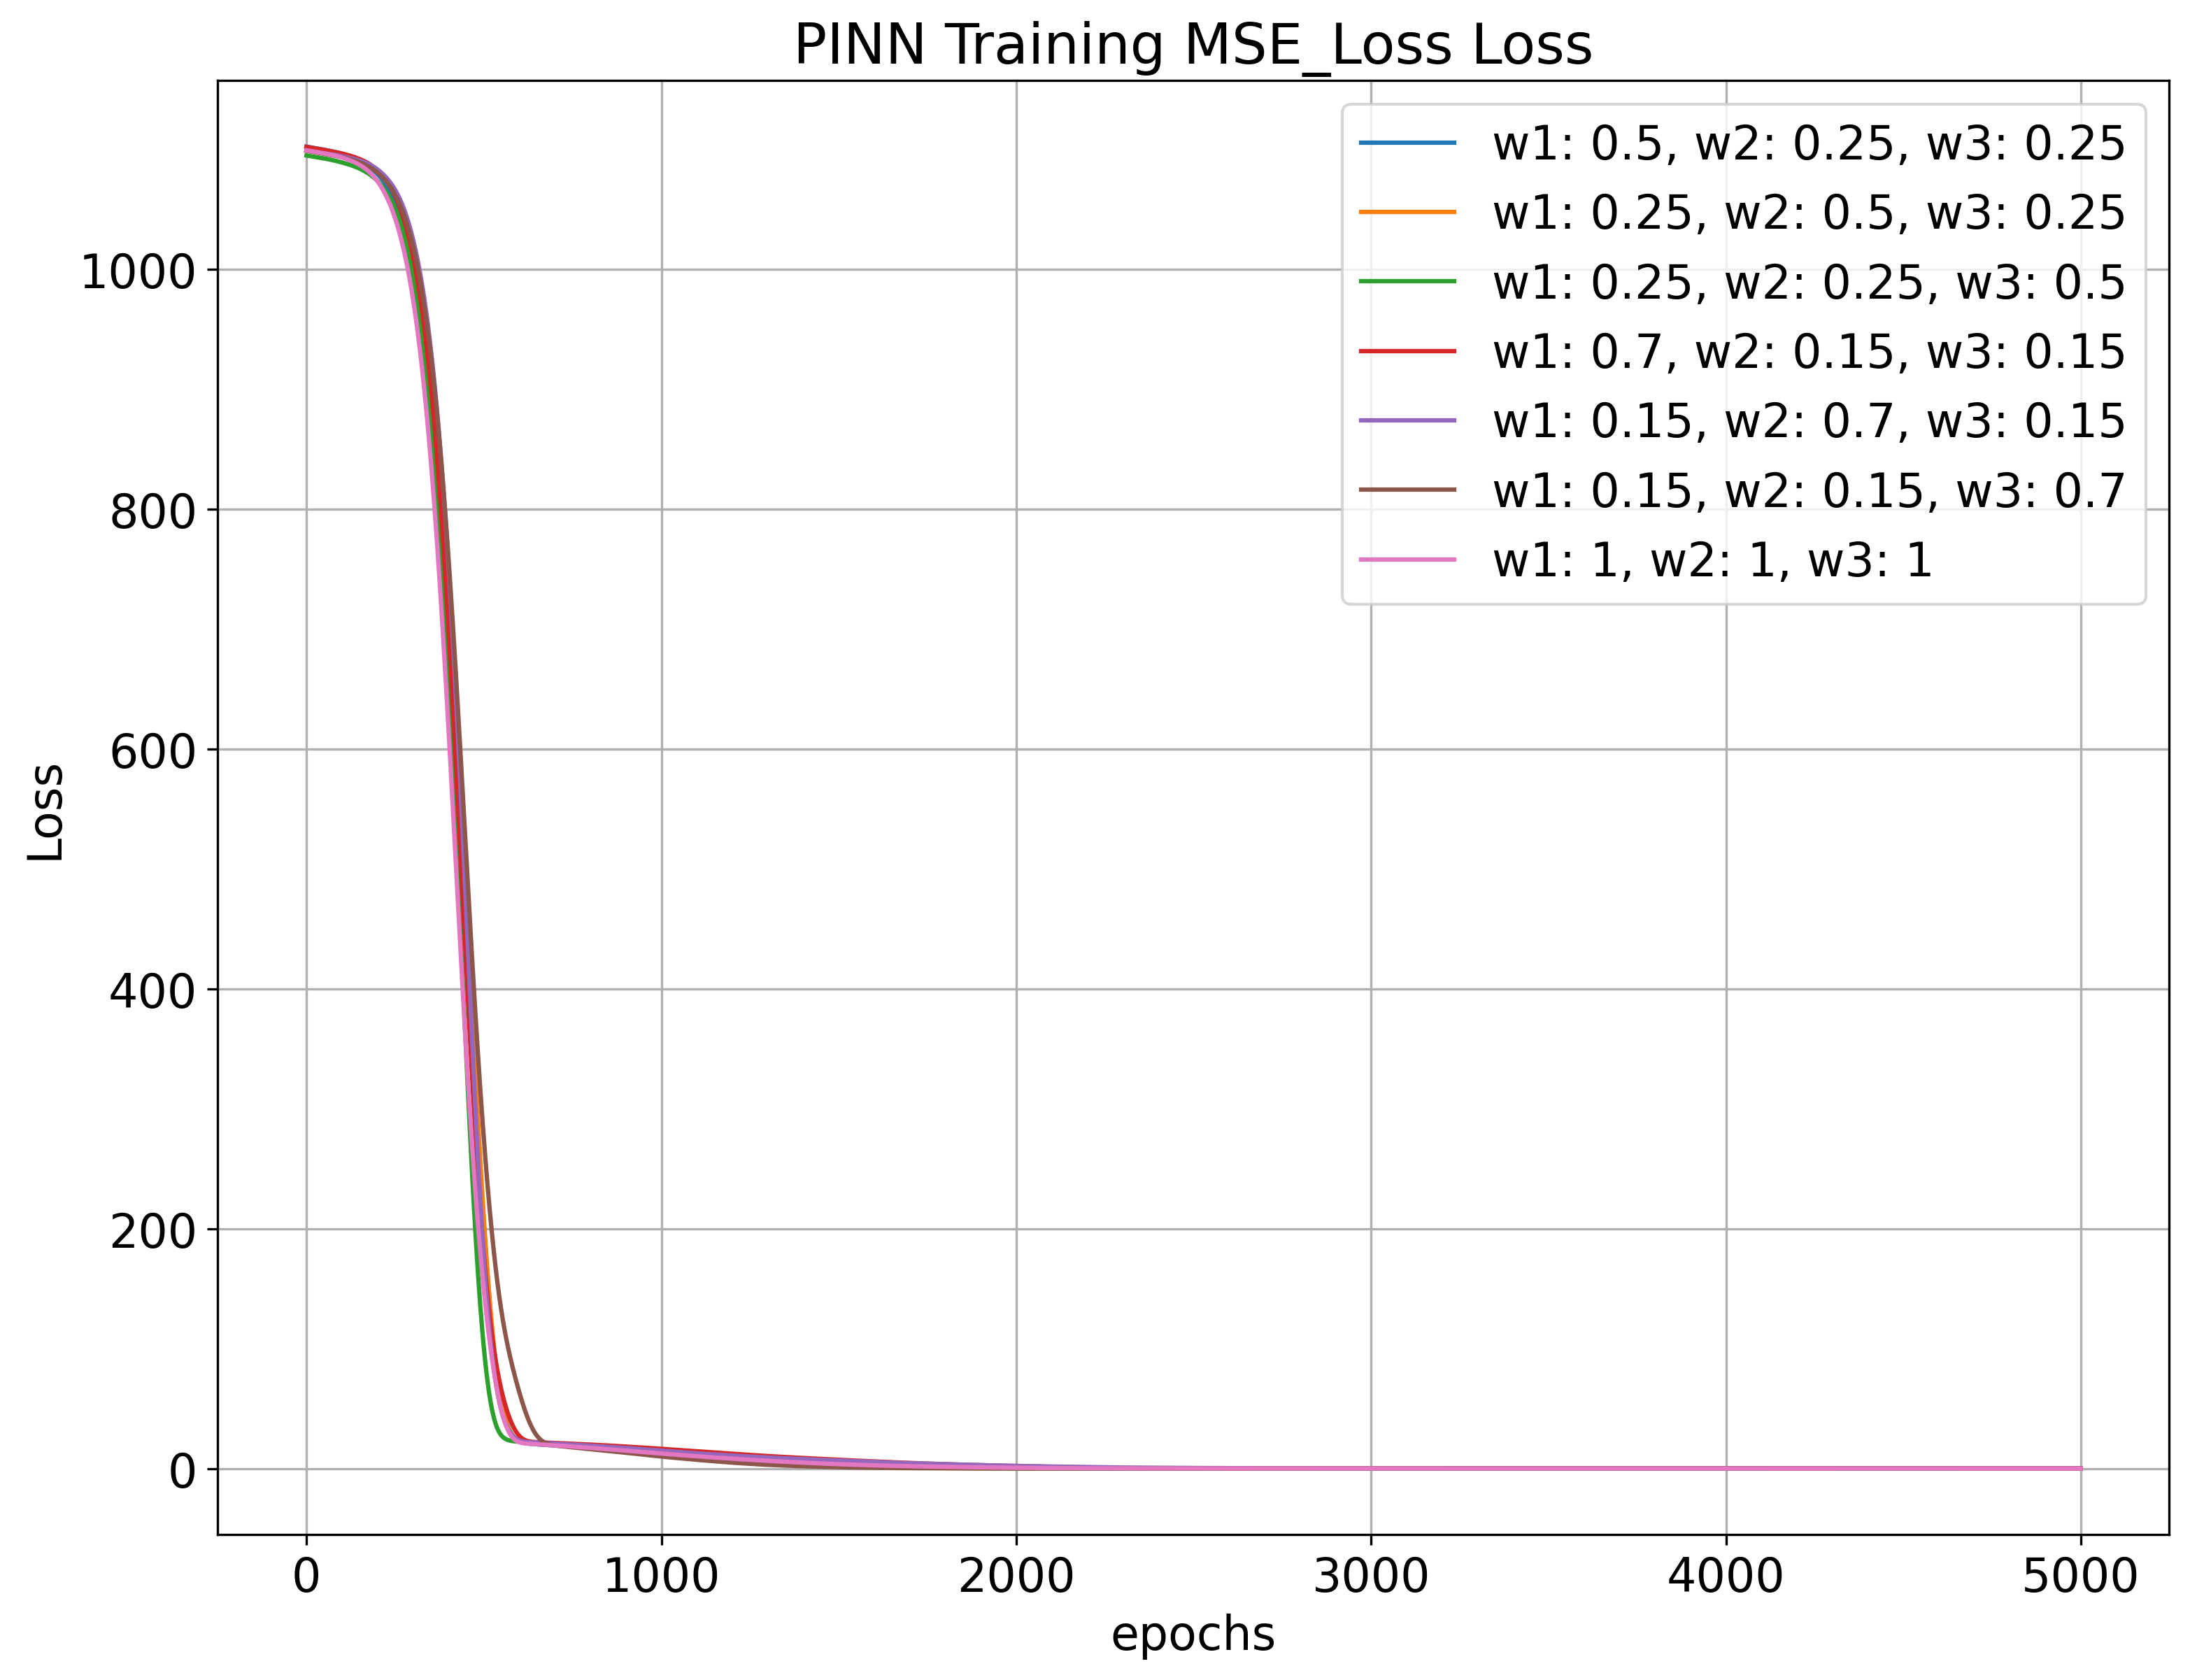 PINN Training MSE_Loss Loss
w1: 0.5, w2: 0.25, w3: 0.25
w1: 0.25, w2: 0.5, w3: 0.25
w1: 0.25, w2: 0.25, w3: 0.5
w1: 0.7, w2: 0.15, w3: 0.15
w1: 0.15, w2: 0.7, w3: 0.15
w1: 0.15, w2: 0.15, w3: 0.7
w1: 1, w2: 1, w3: 1
1000
800
600
400
200
0
Loss
0 1000 2000 3000 4000 5000
epochs